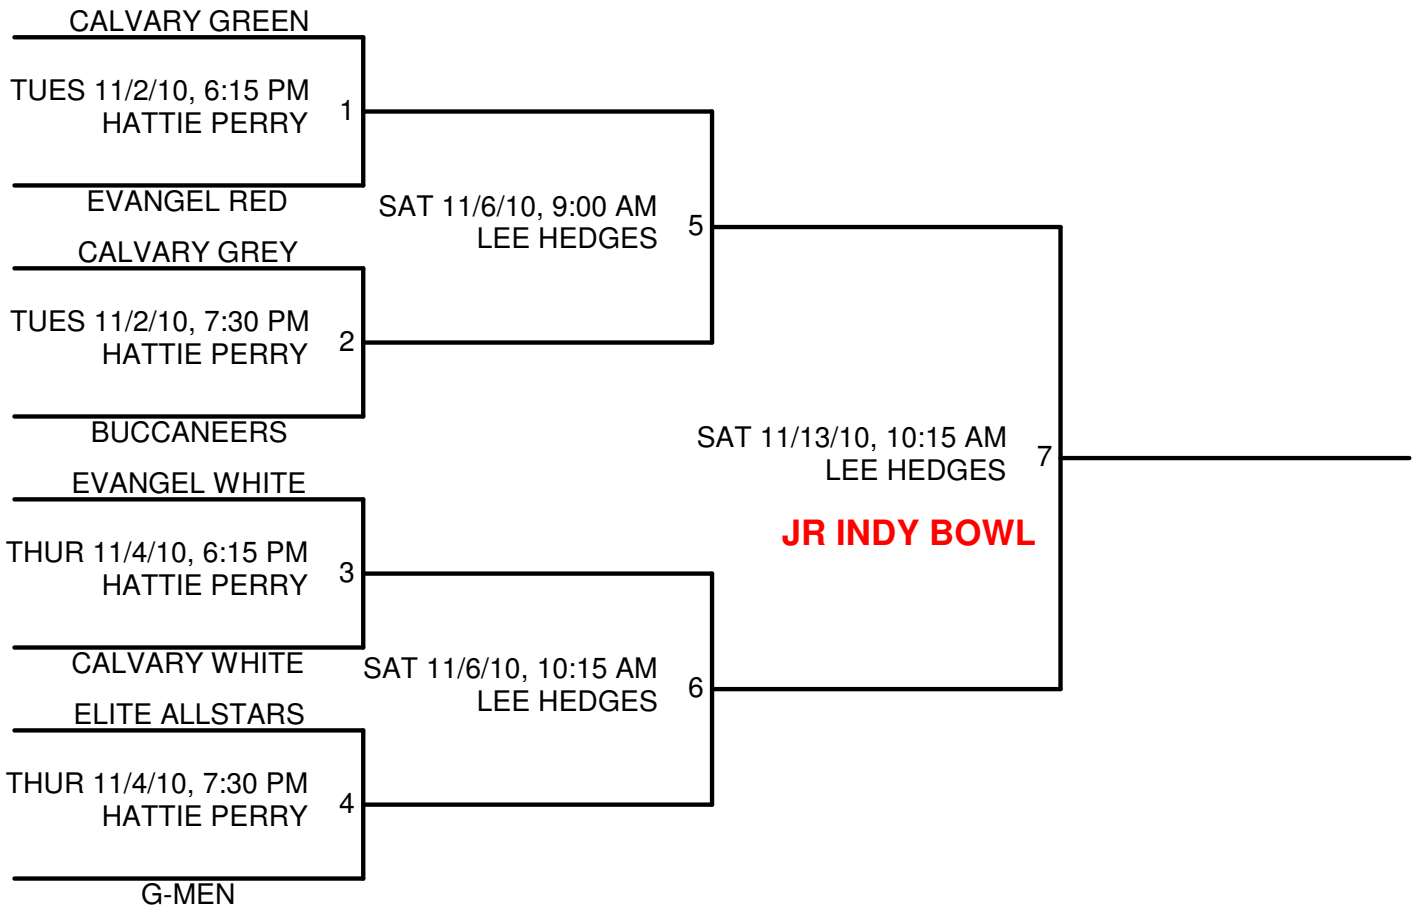 CALVARY GREEN
TUES 11/2/10, 6:15 PM
HATTIE PERRY
1
EVANGEL RED
CALVARY GREY
TUES 11/2/10, 7:30 PM
HATTIE PERRY
2
BUCCANEERS
EVANGEL WHITE
THUR 11/4/10, 6:15 PM
HATTIE PERRY
3
CALVARY WHITE
ELITE ALLSTARS
THUR 11/4/10, 7:30 PM
HATTIE PERRY
4
G-MEN
SAT 11/6/10, 9:00 AM
LEE HEDGES
5
SAT 11/6/10, 10:15 AM
LEE HEDGES
6
SAT 11/13/10, 10:15 AM
LEE HEDGES
7
JR INDY BOWL